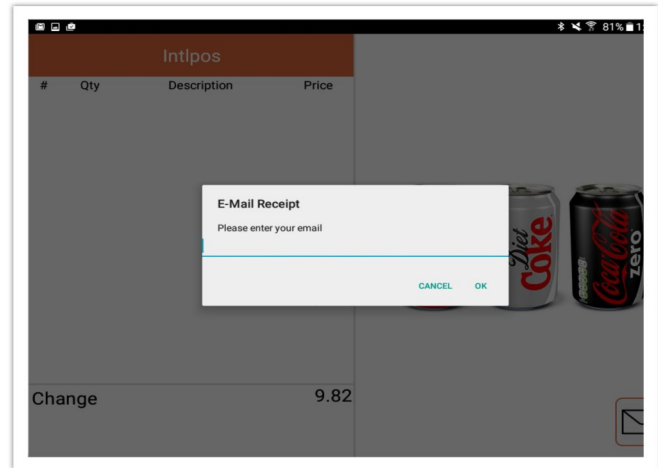 81% 1
Intlpos
# Qty Description Price
E-Mail Receipt
Please enter your email
CANCEL OK
Diet
Coke
Coca Cola
zero
Change 9.82